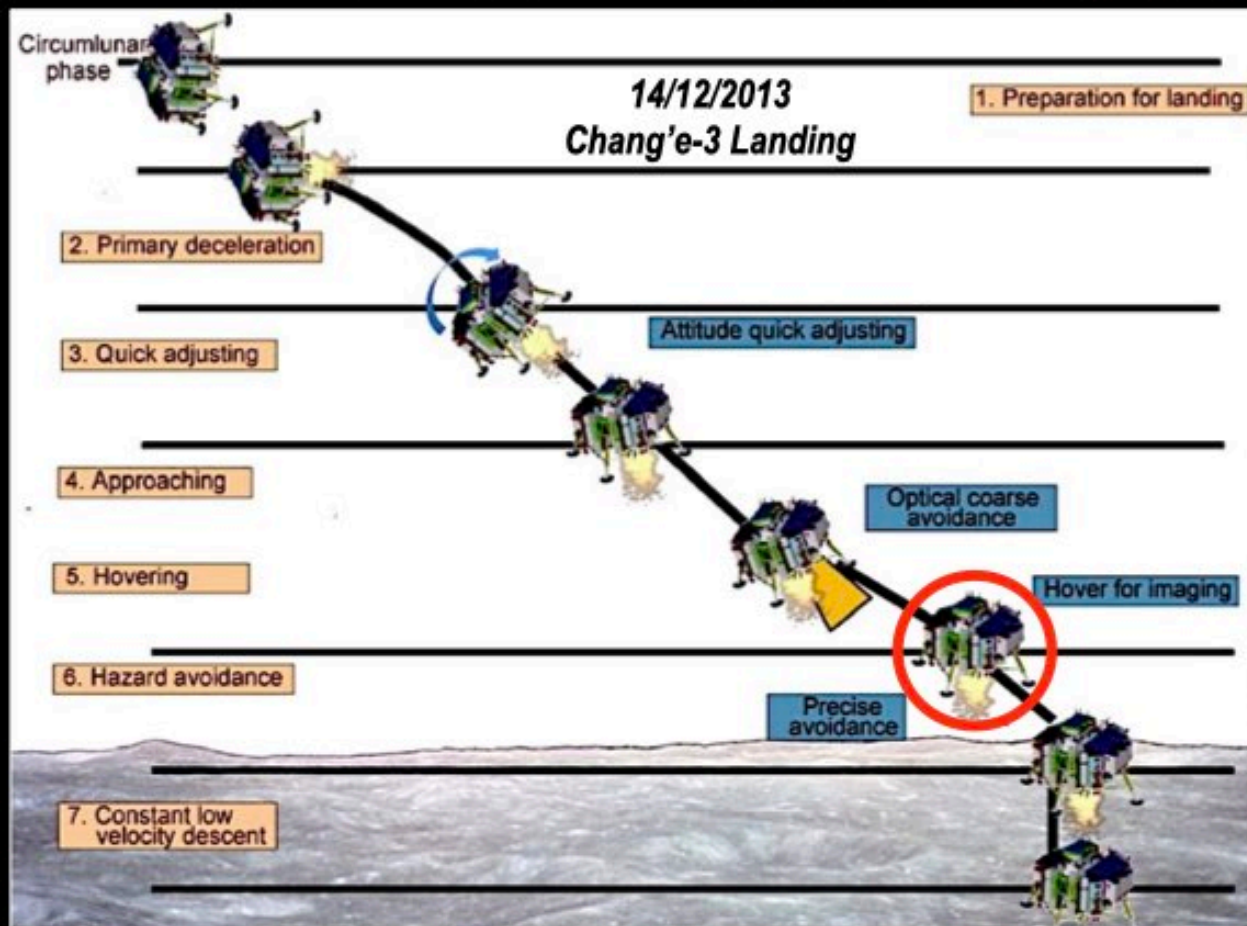 Circumlunar
phase
14/12/2013
Chang'e-3 Landing
1. Preparation for landing
2. Primary deceleration
3. Quick adjusting
Attitude quick adjusting
4. Approaching
Optical coarse
avoidance
5. Hovering
Hover for imaging
6. Hazard avoidance
Precise
avoidance
7. Constant low
velocity descent